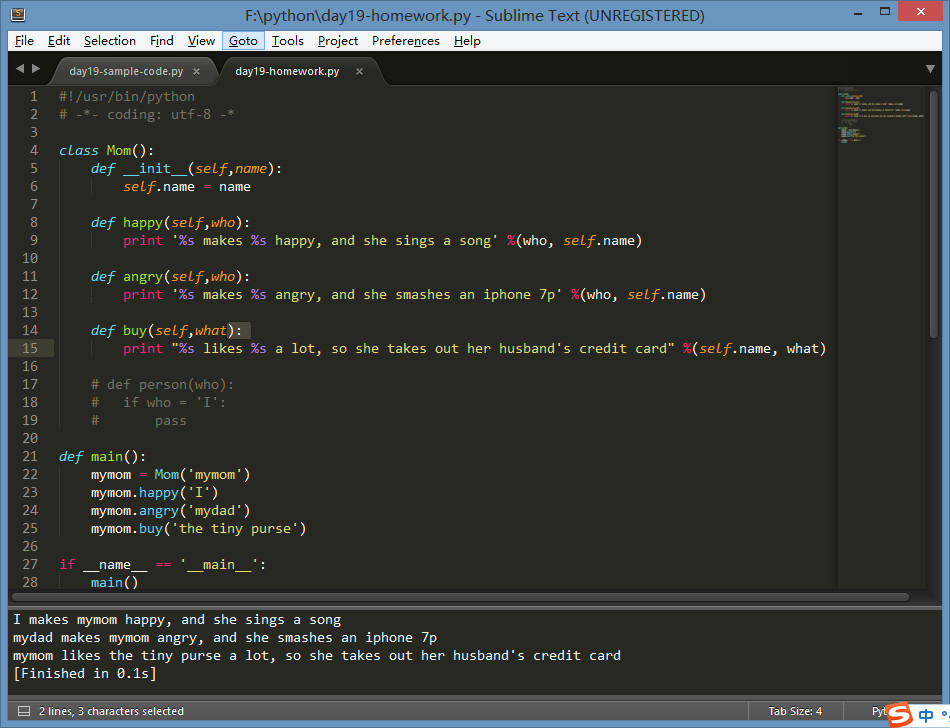 F:\python\day19-homework.py - Sublime Text (UNREGISTERED)
File Edit Selection Find View Goto Tools Project Preferences Help
day19-sample-code.py × day19-homework.py ×
1 #!/usr/bin/python
2 # -*- coding: utf-8 -*
3
4 class Mom():
5 def __init__(self,name):
6 self.name = name
7
8 def happy(self,who):
9 print '%s makes %s happy, and she sings a song' %(who, self.name)
10
11 def angry(self,who):
12 print '%s makes %s angry, and she smashes an iphone 7p' %(who, self.name)
13
14 def buy(self,what):
15 print "%s likes %s a lot, so she takes out her husband's credit card" %(self.name, what)
16
17 # def person(who):
18 # if who = 'I':
19 # pass
20
21 def main():
22 mymom = Mom('mymom')
23 mymom.happy('I')
24 mymom.angry('mydad')
25 mymom.buy('the tiny purse')
26
27 if __name__ == '__main__':
28 main()
I makes mymom happy, and she sings a song
mydad makes mymom angry, and she smashes an iphone 7p
mymom likes the tiny purse a lot, so she takes out her husband's credit card
[Finished in 0.1s]
2 lines, 3 characters selected Tab Size: 4 Pyt S 中